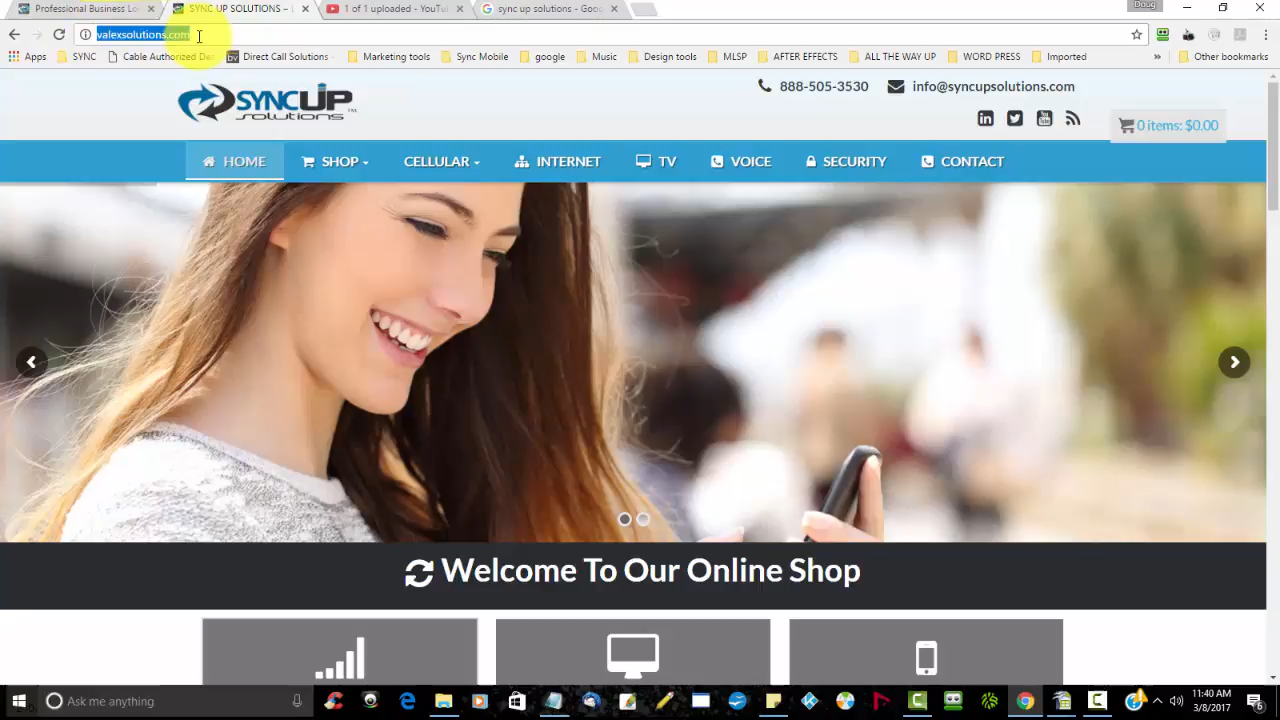 Professional Business Lo
SYNC UP SOLUTIONS –
1 of 1 uploaded - YouTu
sync up solutions - Goo
Doug
valexsolutions.com
Apps
SYNC
Cable Authorized De
Direct Call Solutions
Marketing tools
Sync Mobile
google
Music
Design tools
MLSP
AFTER EFFECTS
ALL THE WAY UP
WORD PRESS
Imported
»
Other bookmarks
SYNCUP
solutions
888-505-3530
info@syncupsolutions.com
0 items: $0.00
HOME
SHOP
CELLULAR
INTERNET
TV
VOICE
SECURITY
CONTACT
Welcome To Our Online Shop
Ask me anything
11:40 AM
3/8/2017
6